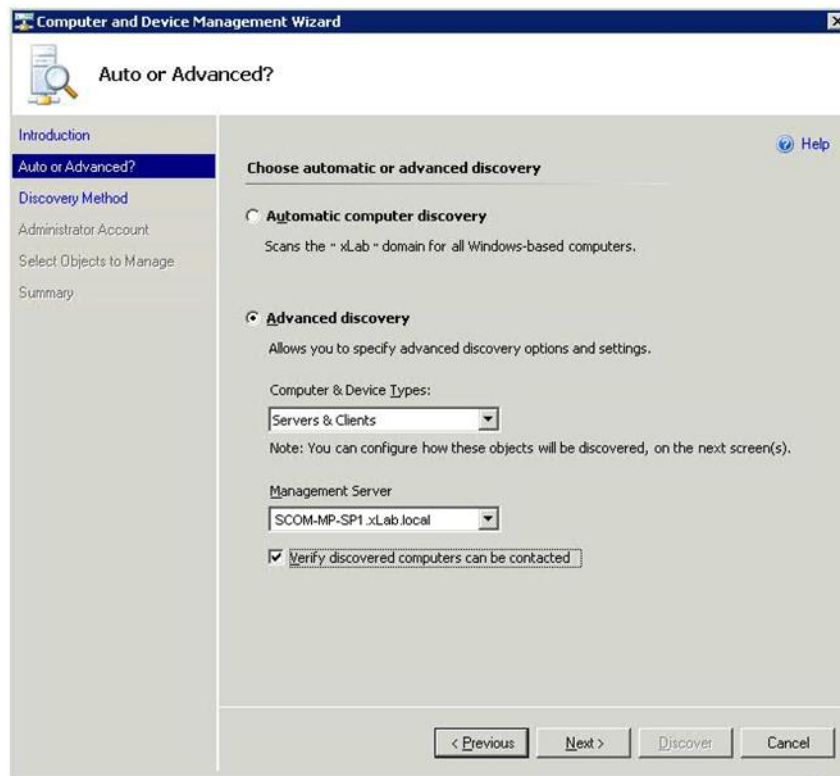 Computer and Device Management Wizard
Auto or Advanced?
Introduction
Auto or Advanced?
Discovery Method
Administrator Account
Select Objects to Manage
Summary
Help
Choose automatic or advanced discovery
Automatic computer discovery
Scans the " xLab " domain for all Windows-based computers.
Advanced discovery
Allows you to specify advanced discovery options and settings.
Computer & Device Types:
Servers & Clients
Note: You can configure how these objects will be discovered, on the next screen(s).
Management Server
SCOM-MP-SP1.xLab.local
Verify discovered computers can be contacted
< Previous
Next >
Discover
Cancel